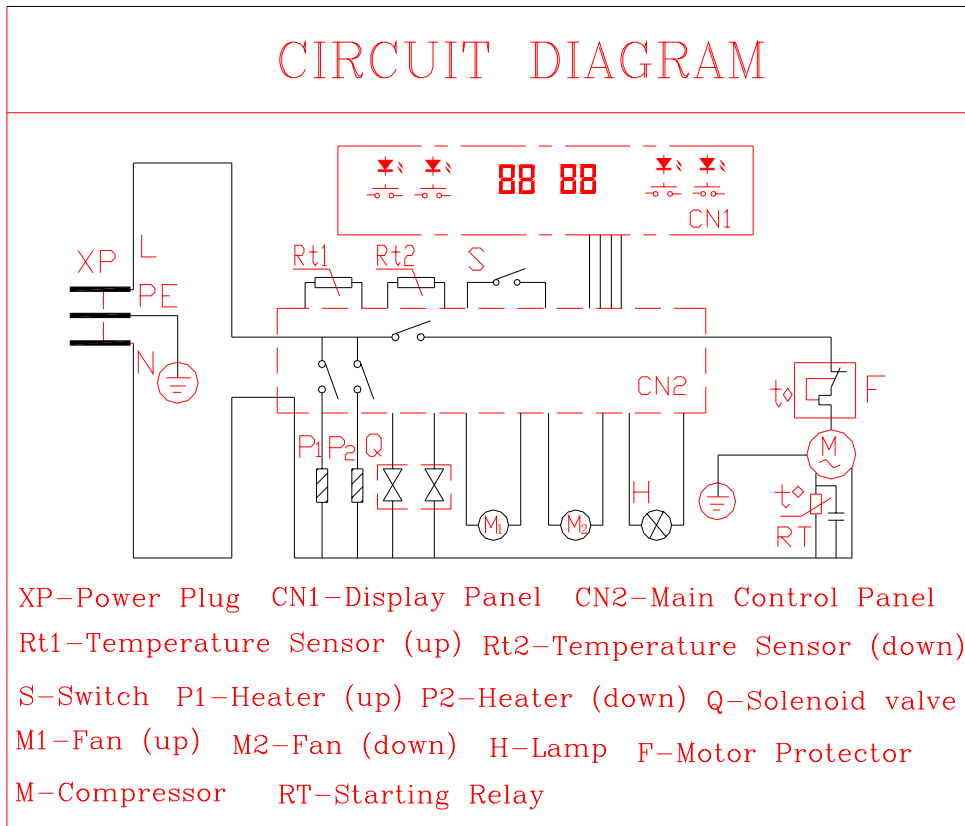 CIRCUIT DIAGRAM
88 88
CN1
L
XP
Rt1
Rt2
S
PE
N
CN2
t◇
F
P1
P2
Q
M
~
H
M1
M2
t◇
RT
XP-Power Plug CN1-Display Panel CN2-Main Control Panel
Rt1-Temperature Sensor (up) Rt2-Temperature Sensor (down)
S-Switch P1-Heater (up) P2-Heater (down) Q-Solenoid valve
M1-Fan (up) M2-Fan (down) H-Lamp F-Motor Protector
M-Compressor RT-Starting Relay